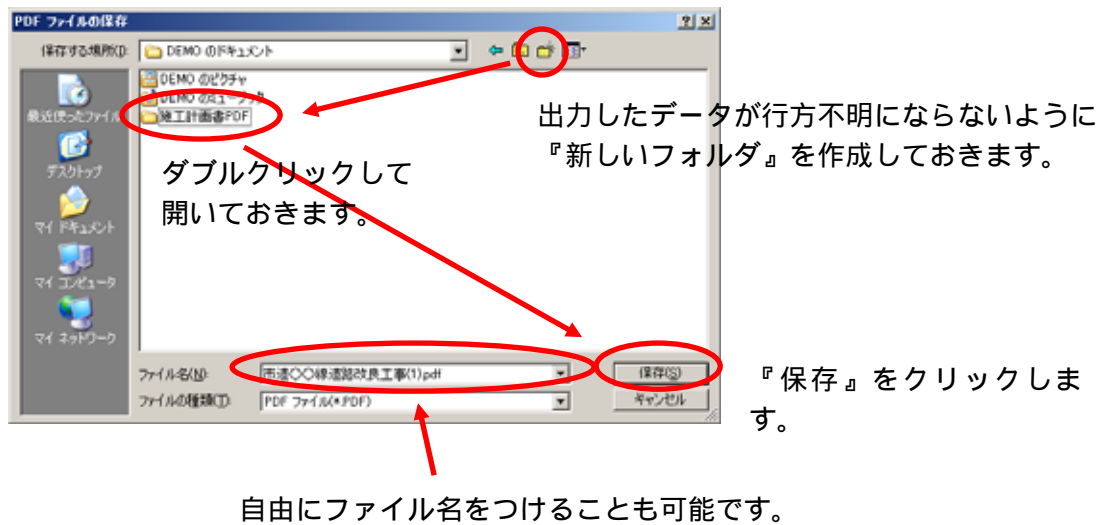 PDF ファイルの保存
保存する場所(I):
DEMO のドキュメント
DEMO のピクチャ
DEMO のミュージック
施工計画書PDF
最近使ったファイル
デスクトップ
マイ ドキュメント
マイ コンピュータ
マイ ネットワーク
出力したデータが行方不明にならないように
『新しいフォルダ』を作成しておきます。
ダブルクリックして
開いておきます。
ファイル名(N):
市道〇〇線道路改良工事(1).pdf
保存(S)
ファイルの種類(T):
PDF ファイル(*.PDF)
キャンセル
『保存』をクリックしま
す。
自由にファイル名をつけることも可能です。